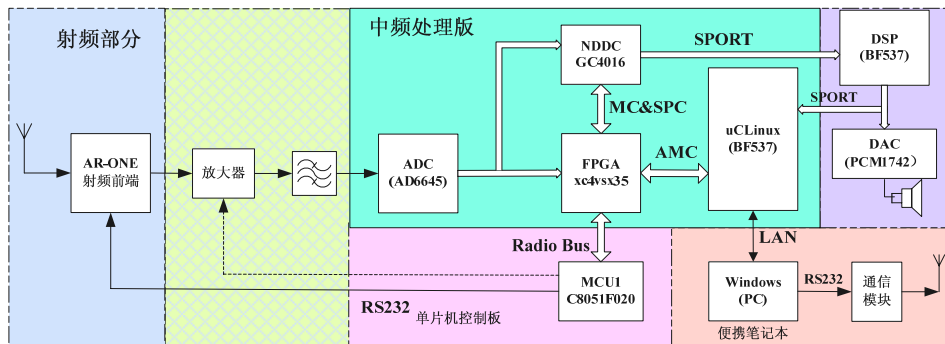 射频部分
中频处理版
NDDC
GC4016
SPORT
DSP
(BF537)
MC&SPC
uCLinux
(BF537)
SPORT
AR-ONE
射频前端
放大器
ADC
(AD6645)
FPGA
xc4vsx35
AMC
DAC
(PCM1742)
Radio Bus
LAN
MCU1
C8051F020
RS232
单片机控制板
Windows
(PC)
RS232
通信
模块
便携笔记本